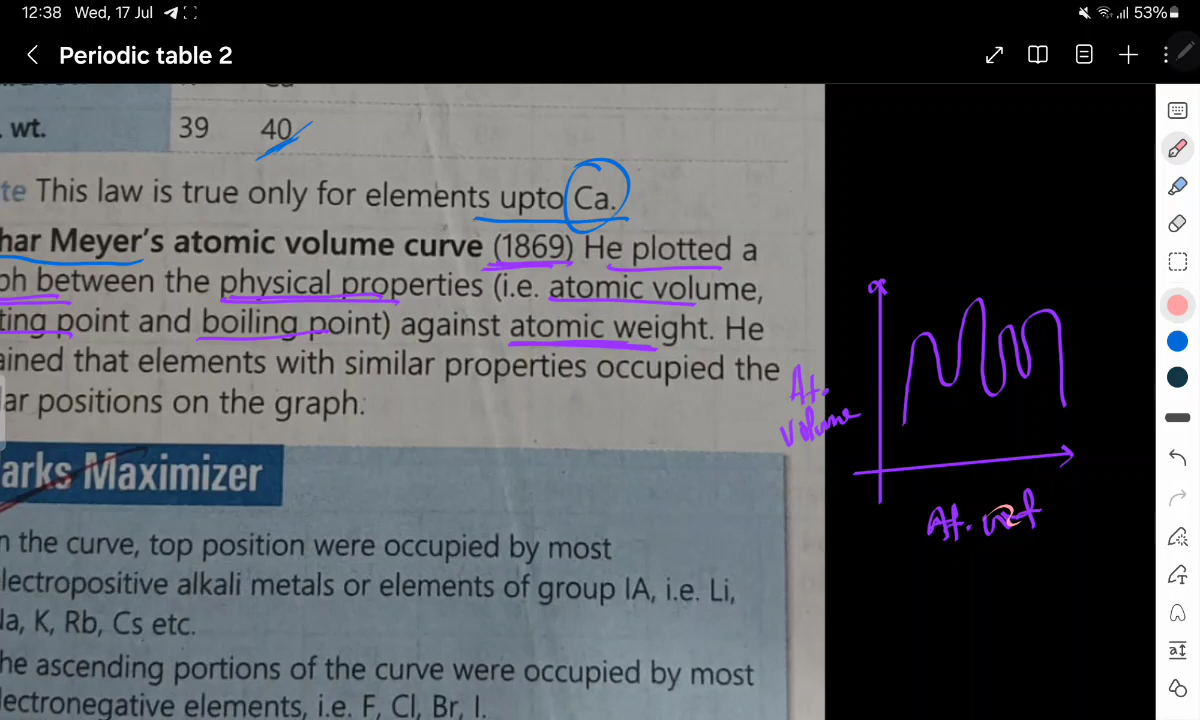 12:38 Wed, 17 Jul 53%
Periodic table 2
. wt. 39 40
te This law is true only for elements upto Ca.
har Meyer's atomic volume curve (1869) He plotted a
ph between the physical properties (i.e. atomic volume,
ting point and boiling point) against atomic weight. He
ained that elements with similar properties occupied the
lar positions on the graph.
At.
Volume
arks Maximizer
At. wt
n the curve, top position were occupied by most
lectropositive alkali metals or elements of group IA, i.e. Li,
Na, K, Rb, Cs etc.
he ascending portions of the curve were occupied by most
lectronegative elements, i.e. F, Cl, Br, I.